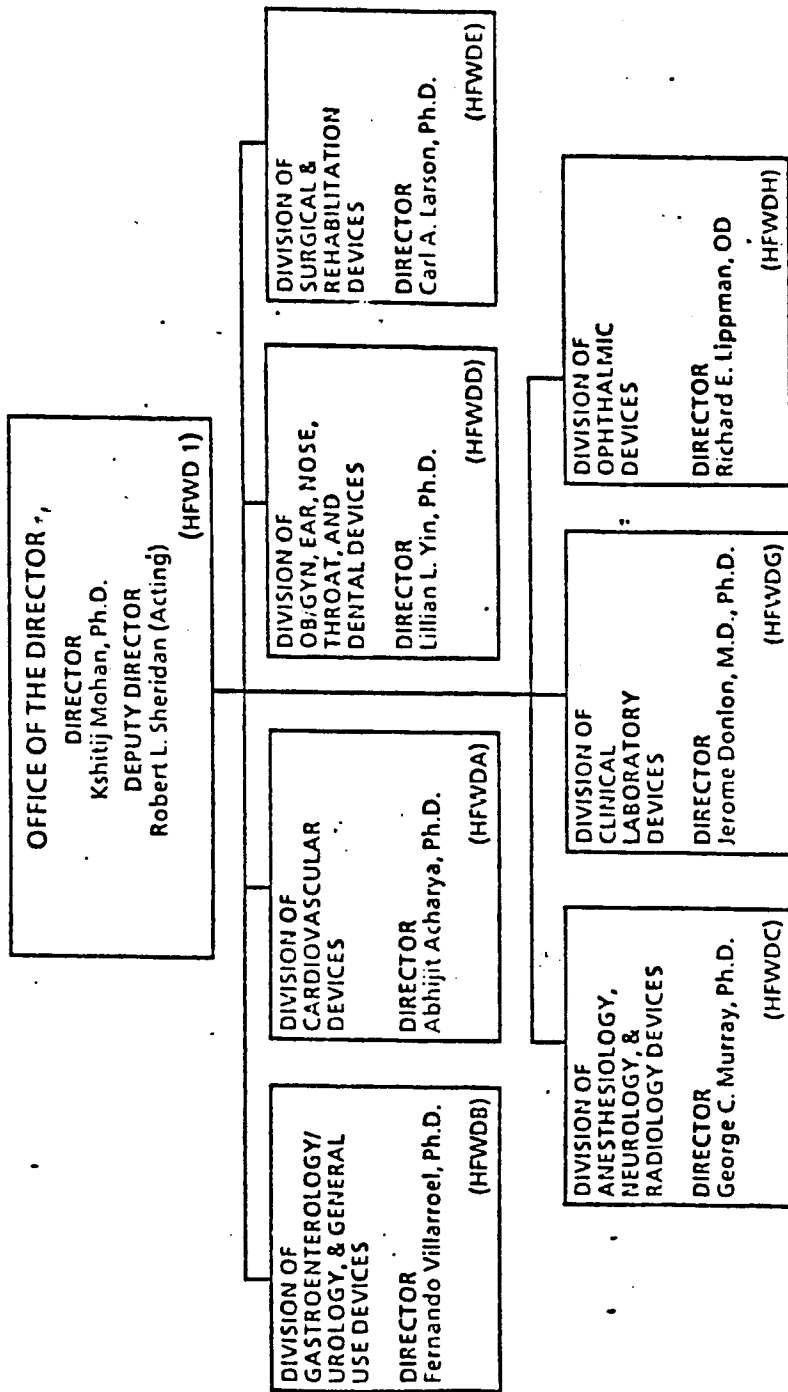 OFFICE OF THE DIRECTOR
DIRECTOR
Kshitij Mohan, Ph.D.
DEPUTY DIRECTOR
Robert L. Sheridan (Acting)
(HFWD 1)
DIVISION OF
GASTROENTEROLOGY/
UROLOGY, & GENERAL
USE DEVICES
DIRECTOR
Fernando Villarroel, Ph.D.
(HFWDB)
DIVISION OF
CARDIOVASCULAR
DEVICES
DIRECTOR
Abhijit Acharya, Ph.D.
(HFWDA)
DIVISION OF
OB/GYN, EAR, NOSE,
THROAT, AND
DENTAL DEVICES
DIRECTOR
Lillian L. Yin, Ph.D.
(HFWDD)
DIVISION OF
SURGICAL &
REHABILITATION
DEVICES
DIRECTOR
Carl A. Larson, Ph.D.
(HFWDE)
DIVISION OF
ANESTHESIOLOGY,
NEUROLOGY, &
RADIOLOGY DEVICES
DIRECTOR
George C. Murray, Ph.D.
(HFWDC)
DIVISION OF
CLINICAL
LABORATORY
DEVICES
DIRECTOR
Jerome Donlon, M.D., Ph.D.
(HFWDG)
DIVISION OF
OPHTHALMIC
DEVICES
DIRECTOR
Richard E. Lippman, OD
(HFWDH)